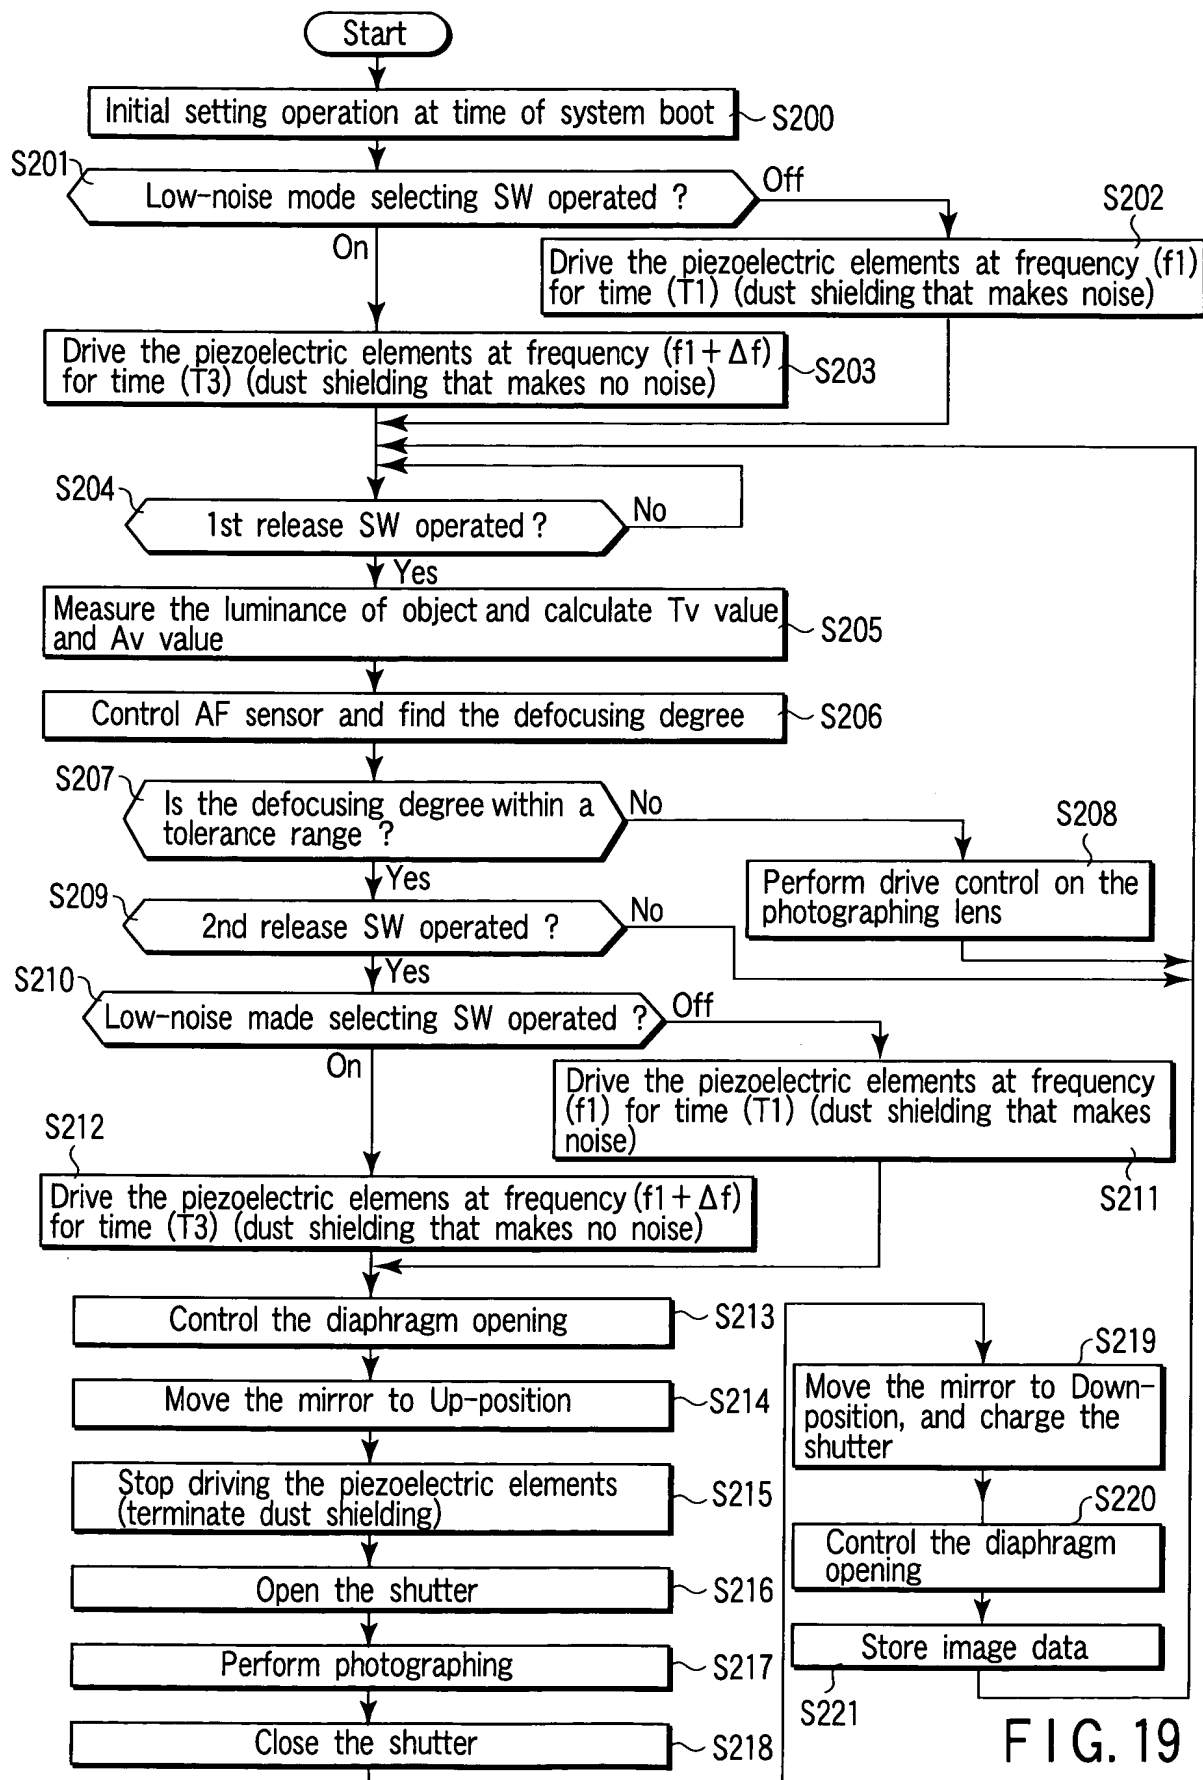 Start
Initial setting operation at time of system boot
S200
S201
Low-noise mode selecting SW operated ?
Off
On
S202
Drive the piezoelectric elements at frequency (f1)
for time (T1) (dust shielding that makes noise)
Drive the piezoelectric elements at frequency (f1+Δf)
for time (T3) (dust shielding that makes no noise)
S203
S204
1st release SW operated ?
No
Yes
Measure the luminance of object and calculate Tv value
and Av value
S205
Control AF sensor and find the defocusing degree
S206
S207
Is the defocusing degree within a
tolerance range ?
No
Yes
S208
Perform drive control on the
photographing lens
S209
2nd release SW operated ?
No
Yes
S210
Low-noise made selecting SW operated ?
Off
On
Drive the piezoelectric elements at frequency
(f1) for time (T1) (dust shielding that makes
noise)
S211
S212
Drive the piezoelectric elemens at frequency (f1+Δf)
for time (T3) (dust shielding that makes no noise)
Control the diaphragm opening
S213
Move the mirror to Up-position
S214
Stop driving the piezoelectric elements
(terminate dust shielding)
S215
Open the shutter
S216
Perform photographing
S217
Close the shutter
S218
S219
Move the mirror to Down-
position, and charge the
shutter
S220
Control the diaphragm
opening
Store image data
S221
FIG. 19